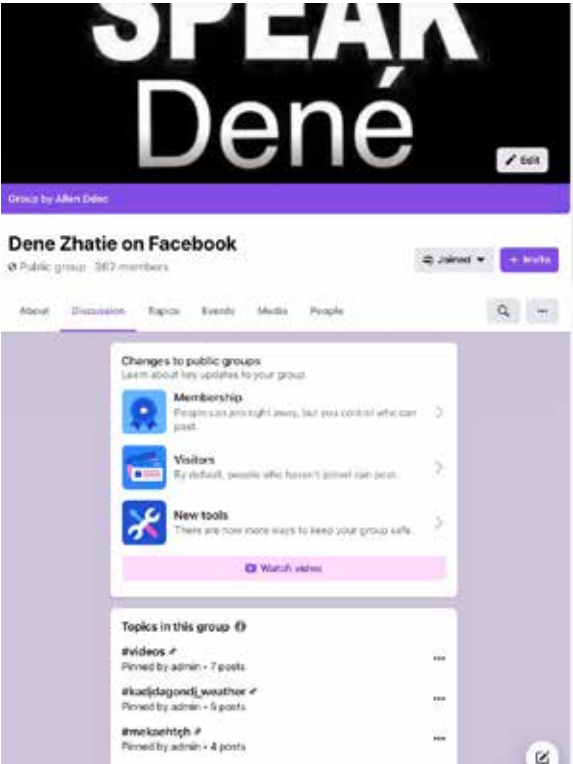 SPEAK
Dené
Edit
Group by Allen
Dene Zhatie on Facebook
Public group · 362 members
Joined
+ Invite
About Discussion Topics Events Media People
Changes to public groups
Learn about key updates to your group
Membership
People can join right away, but you control who can
post.
Visitors
By default, people who haven't joined can post.
New tools
There are now more ways to keep your group safe.
Watch video
Topics in this group
#videos
Pinned by admin • 7 posts
Pinned by admin • 5 posts
Pinned by admin • 4 posts